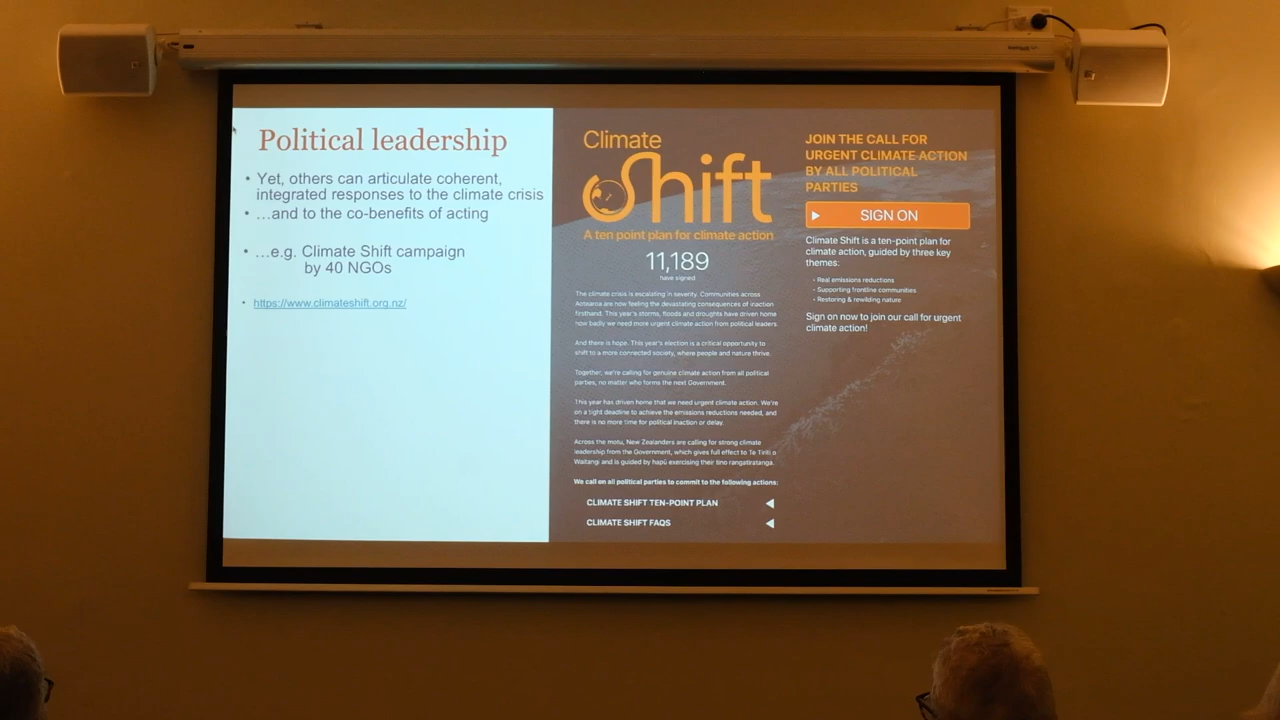 Political leadership
• Yet, others can articulate coherent,
integrated responses to the climate crisis
• ...and to the co-benefits of acting
• ...e.g. Climate Shift campaign
by 40 NGOs
• https://www.climateshift.org.nz/
Climate
Shift
A ten point plan for climate action
11,189
have signed
The climate crisis is escalating in severity. Communities across
Aotearoa are now feeling the devastating consequences of inaction
firsthand. This year's storms, floods and droughts have driven home
how badly we need more urgent climate action from political leaders.
And there is hope. This year's election is a critical opportunity to
shift to a more connected society, where people and nature thrive.
Together, we're calling for genuine climate action from all political
parties, no matter who forms the next Government.
This year has driven home that we need urgent climate action. We're
on a tight deadline to achieve the emissions reductions needed, and
there is no more time for political inaction or delay.
Across the motu, New Zealanders are calling for strong climate
leadership from the Government, which gives full effect to Te Tiriti o
Waitangi and is guided by hapū exercising their tino rangatiratanga.
We call on all political parties to commit to the following actions:
CLIMATE SHIFT TEN-POINT PLAN
CLIMATE SHIFT FAQS
JOIN THE CALL FOR
URGENT CLIMATE ACTION
BY ALL POLITICAL
PARTIES
SIGN ON
Climate Shift is a ten-point plan for
climate action, guided by three key
themes:
• Real emissions reductions
• Supporting frontline communities
• Restoring & rewilding nature
Sign on now to join our call for urgent
climate action!